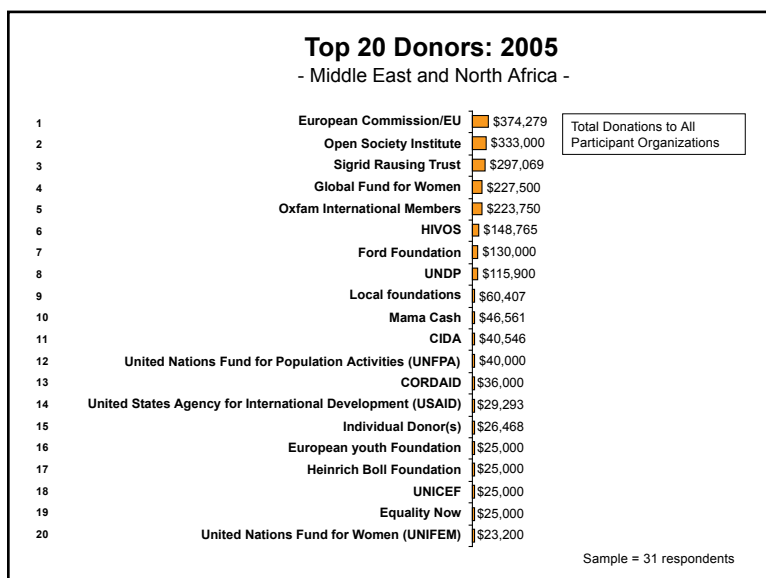 Top 20 Donors: 2005
- Middle East and North Africa -
Total Donations to All
Participant Organizations
1 European Commission/EU $374,279
2 Open Society Institute $333,000
3 Sigrid Rausing Trust $297,069
4 Global Fund for Women $227,500
5 Oxfam International Members $223,750
6 HIVOS $148,765
7 Ford Foundation $130,000
8 UNDP $115,900
9 Local foundations $60,407
10 Mama Cash $46,561
11 CIDA $40,546
12 United Nations Fund for Population Activities (UNFPA) $40,000
13 CORDAID $36,000
14 United States Agency for International Development (USAID) $29,293
15 Individual Donor(s) $26,468
16 European youth Foundation $25,000
17 Heinrich Boll Foundation $25,000
18 UNICEF $25,000
19 Equality Now $25,000
20 United Nations Fund for Women (UNIFEM) $23,200
Sample = 31 respondents